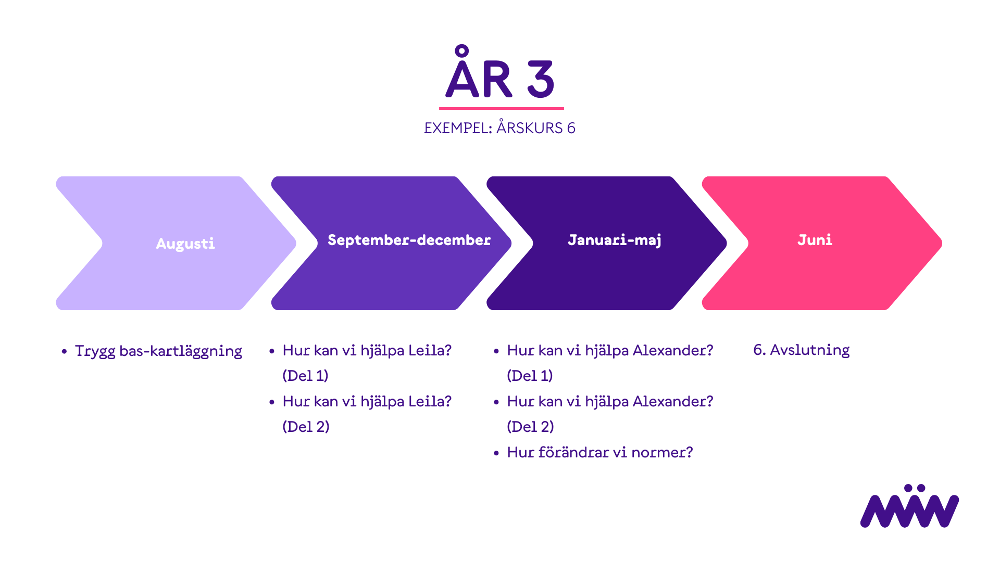 ÅR 3
EXEMPEL: ÅRSKURS 6
Augusti
September-december
Januari-maj
Juni
• Trygg bas-kartläggning
• Hur kan vi hjälpa Leila?
(Del 1)
• Hur kan vi hjälpa Leila?
(Del 2)
• Hur kan vi hjälpa Alexander?
(Del 1)
• Hur kan vi hjälpa Alexander?
(Del 2)
• Hur förändrar vi normer?
6. Avslutning